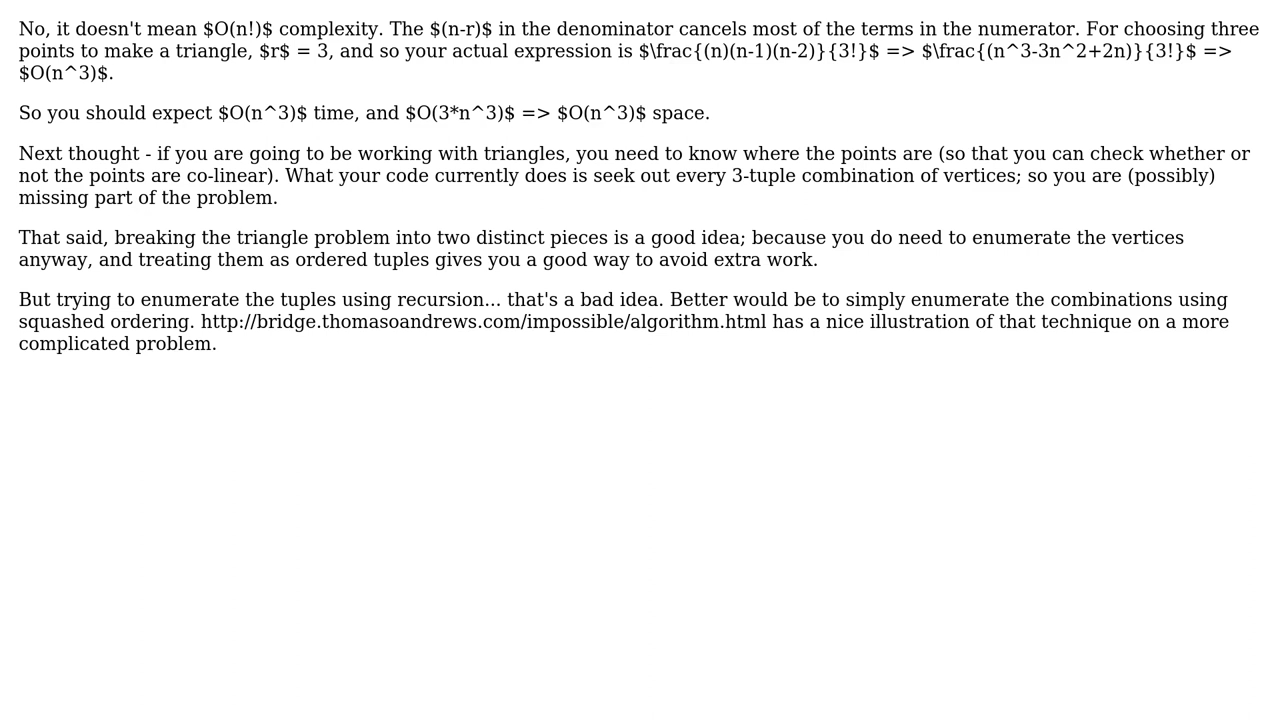 No, it doesn't mean $O(n!)$ complexity. The $(n-r)$ in the denominator cancels most of the terms in the numerator. For choosing three
points to make a triangle, $r$ = 3, and so your actual expression is $\frac{(n)(n-1)(n-2)}{3!}$ => $\frac{(n^3-3n^2+2n)}{3!}$ =>
$O(n^3)$.
So you should expect $O(n^3)$ time, and $O(3*n^3)$ => $O(n^3)$ space.
Next thought - if you are going to be working with triangles, you need to know where the points are (so that you can check whether or
not the points are co-linear). What your code currently does is seek out every 3-tuple combination of vertices; so you are (possibly)
missing part of the problem.
That said, breaking the triangle problem into two distinct pieces is a good idea; because you do need to enumerate the vertices
anyway, and treating them as ordered tuples gives you a good way to avoid extra work.
But trying to enumerate the tuples using recursion... that's a bad idea. Better would be to simply enumerate the combinations using
squashed ordering. http://bridge.thomasoandrews.com/impossible/algorithm.html has a nice illustration of that technique on a more
complicated problem.